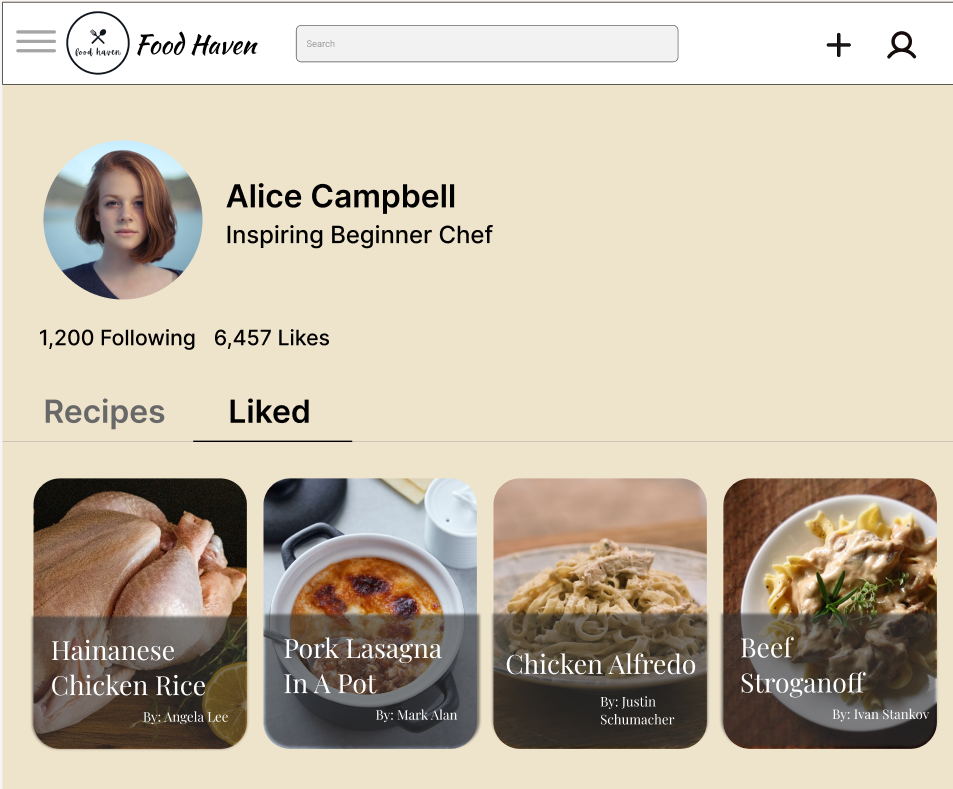 food haven
Food Haven
Search
Alice Campbell
Inspiring Beginner Chef
1,200 Following 6,457 Likes
Recipes Liked
Hainanese
Chicken Rice
By: Angela Lee
Pork Lasagna
In A Pot
By: Mark Alan
Chicken Alfredo
By: Justin
Schumacher
Beef
Stroganoff
By: Ivan Stankov